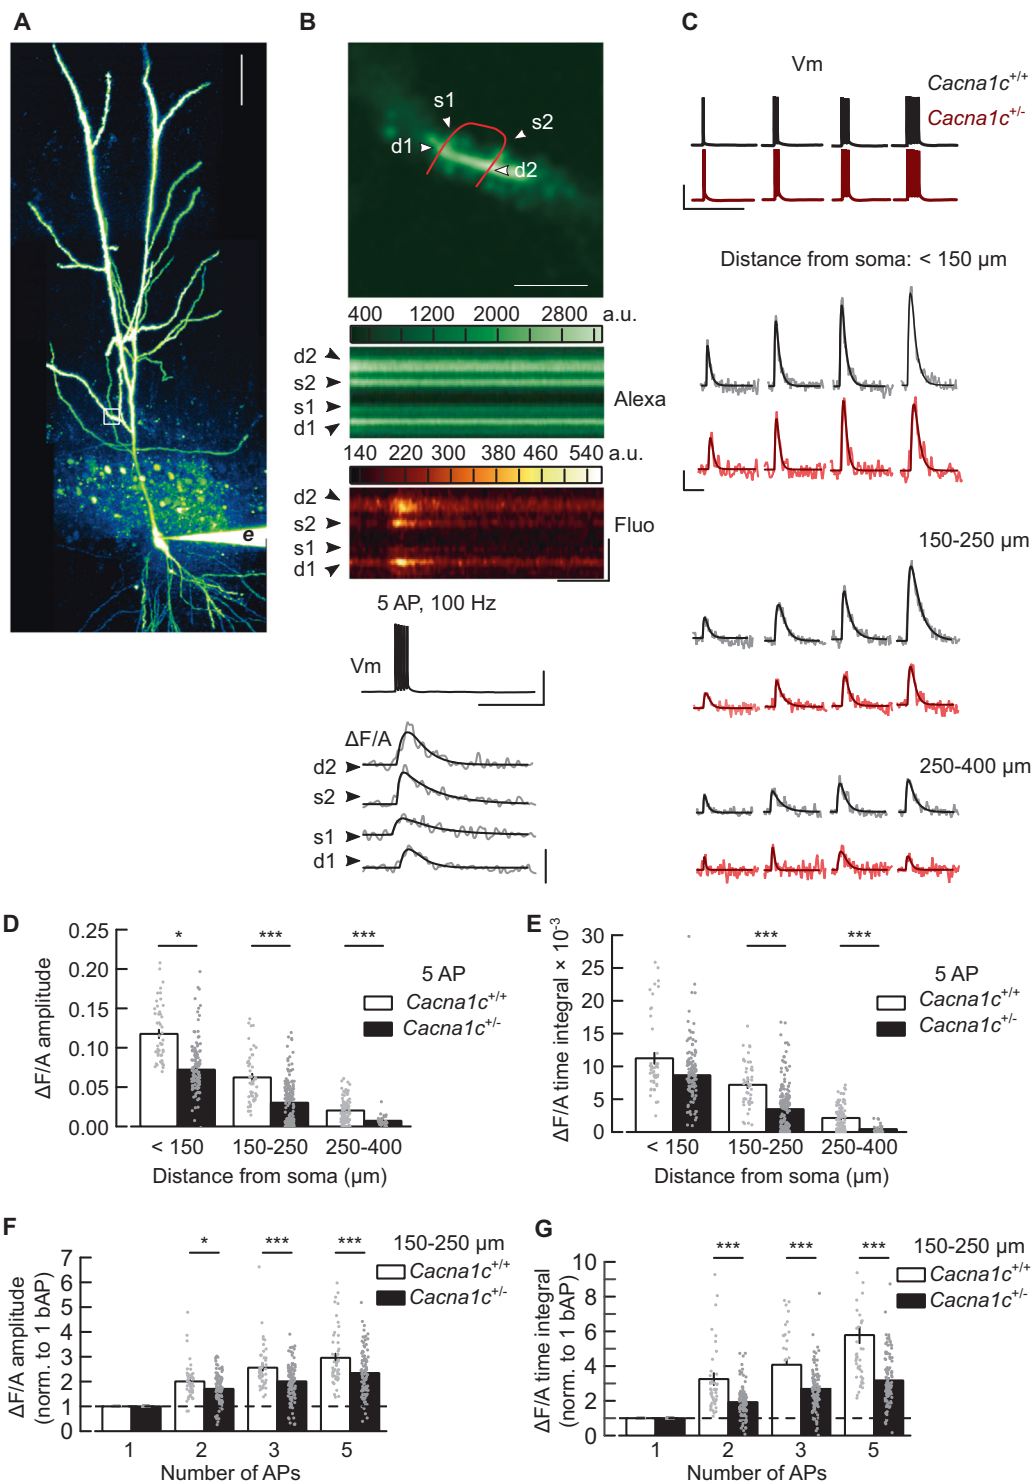 A
e
B
s1
s2
d1
d2
400 1200 2200 2800 a.u.
d2
s2
s1
d1
Alexa
140 220 300 380 460 540 a.u.
d2
s2
s1
d1
Fluo
5 AP, 100 Hz
Vm
ΔF/A
d2
s2
s1
d1
C
Vm
Cacna1c+/+
Cacna1c+/-
Distance from soma: < 150 µm
150-250 µm
250-400 µm
D
ΔF/A amplitude
0.25
0.20
0.15
0.10
0.05
0.00
* *** ***
5 AP
Cacna1c+/+
Cacna1c+/-
< 150 150-250 250-400
Distance from soma (µm)
E
ΔF/A time integral × 10-3
30
25
20
15
10
5
0
*** ***
5 AP
Cacna1c+/+
Cacna1c+/-
< 150 150-250 250-400
Distance from soma (µm)
F
ΔF/A amplitude
(norm. to 1 bAP)
7
6
5
4
3
2
1
0
* *** ***
150-250 µm
Cacna1c+/+
Cacna1c+/-
1 2 3 5
Number of APs
G
ΔF/A time integral
(norm. to 1 bAP)
10
8
6
4
2
0
*** *** ***
150-250 µm
Cacna1c+/+
Cacna1c+/-
1 2 3 5
Number of APs